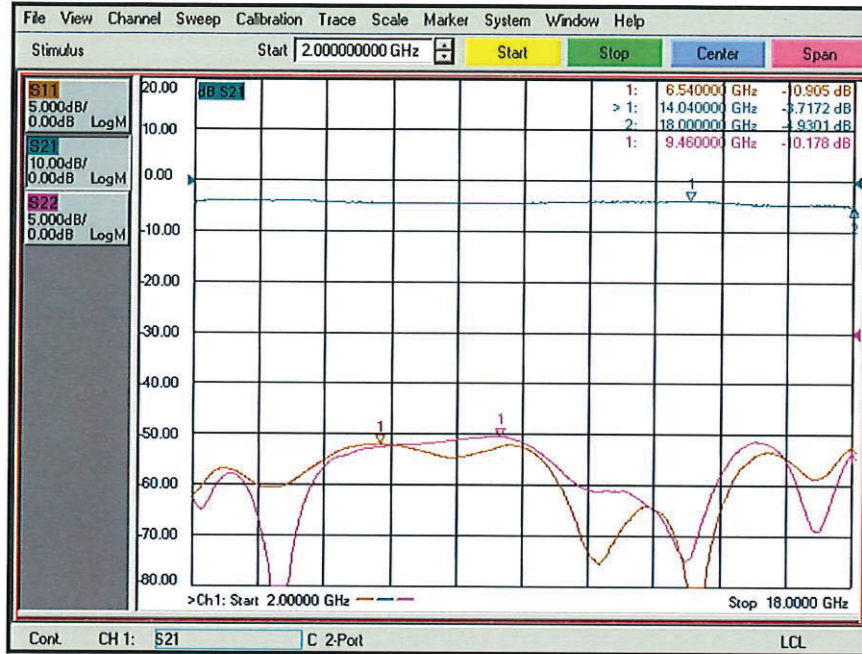 File View Channel Sweep Calibration Trace Scale Marker System Window Help
Stimulus Start 2.000000000 GHz Start Stop Center Span
S11
5.000dB/
0.00dB LogM
S21
10.00dB/
0.00dB LogM
S22
5.000dB/
0.00dB LogM
dB S21
1: 6.540000 GHz -10.905 dB
> 1: 14.040000 GHz -3.7172 dB
2: 18.000000 GHz -4.9301 dB
1: 9.460000 GHz -10.178 dB
20.00
10.00
0.00
-10.00
-20.00
-30.00
-40.00
-50.00
-60.00
-70.00
-80.00
1
2
1
1
>Ch1: Start 2.00000 GHz Stop 18.0000 GHz
Cont. CH 1: S21 C 2-Port LCL